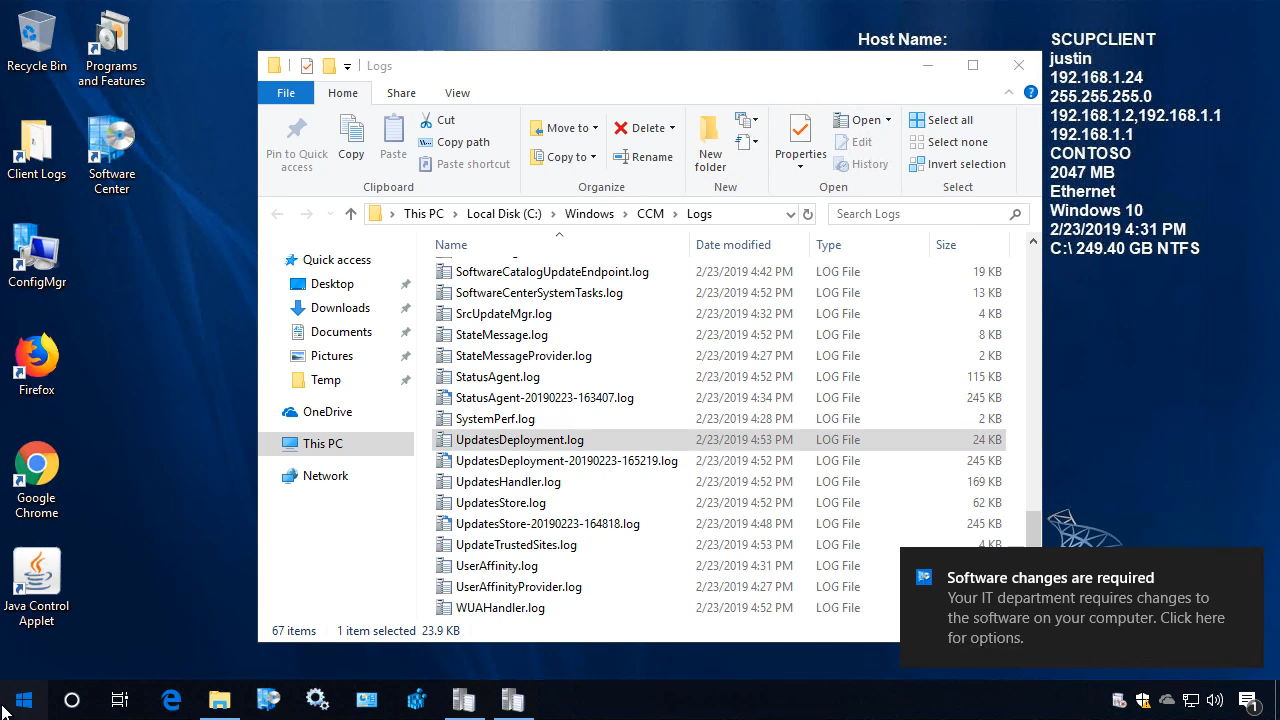 Recycle Bin
Programs
and Features
Client Logs
Software
Center
ConfigMgr
Firefox
Google
Chrome
Java Control
Applet
Host Name:
SCUPCLIENT
justin
192.168.1.24
255.255.255.0
192.168.1.2,192.168.1.1
192.168.1.1
CONTOSO
2047 MB
Ethernet
Windows 10
2/23/2019 4:31 PM
C:\ 249.40 GB NTFS
Logs
File Home Share View
Pin to Quick
access
Copy
Paste
Cut
Copy path
Paste shortcut
Clipboard
Move to
Copy to
Delete
Rename
Organize
New
folder
New
Properties
Open
Edit
History
Open
Select all
Select none
Invert selection
Select
This PC Local Disk (C:) Windows CCM Logs
Search Logs
Quick access
Desktop
Downloads
Documents
Pictures
Temp
OneDrive
This PC
Network
Name Date modified Type Size
SoftwareCatalogUpdateEndpoint.log 2/23/2019 4:42 PM LOG File 19 KB
SoftwareCenterSystemTasks.log 2/23/2019 4:52 PM LOG File 13 KB
SrcUpdateMgr.log 2/23/2019 4:32 PM LOG File 4 KB
StateMessage.log 2/23/2019 4:52 PM LOG File 8 KB
StateMessageProvider.log 2/23/2019 4:27 PM LOG File 2 KB
StatusAgent.log 2/23/2019 4:52 PM LOG File 115 KB
StatusAgent-20190223-163407.log 2/23/2019 4:34 PM LOG File 245 KB
SystemPerf.log 2/23/2019 4:28 PM LOG File 2 KB
UpdatesDeployment.log 2/23/2019 4:53 PM LOG File 24 KB
UpdatesDeployment-20190223-165219.log 2/23/2019 4:52 PM LOG File 245 KB
UpdatesHandler.log 2/23/2019 4:52 PM LOG File 169 KB
UpdatesStore.log 2/23/2019 4:52 PM LOG File 62 KB
UpdatesStore-20190223-164818.log 2/23/2019 4:48 PM LOG File 245 KB
UpdateTrustedSites.log 2/23/2019 4:53 PM LOG File 4 KB
UserAffinity.log 2/23/2019 4:31 PM LOG File
UserAffinityProvider.log 2/23/2019 4:27 PM LOG File
WUAHandler.log 2/23/2019 4:52 PM LOG File
67 items 1 item selected 23.9 KB
Software changes are required
Your IT department requires changes to
the software on your computer. Click here
for options.
1